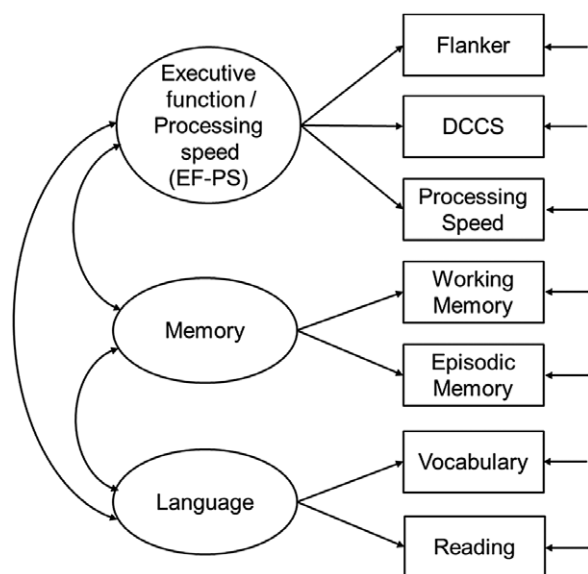 Executive
function /
Processing
speed
(EF-PS)
Flanker
DCCS
Processing
Speed
Memory
Working
Memory
Episodic
Memory
Language
Vocabulary
Reading